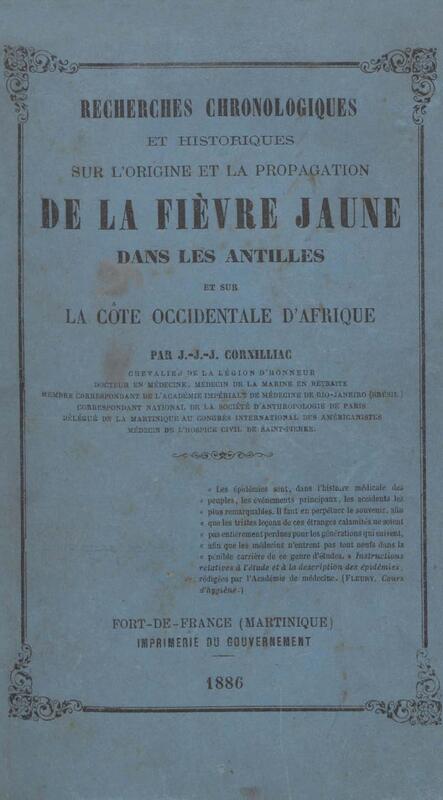 RECHERCHES CHRONOLOGIQUES
ET HISTORIQUES
SUR L'ORIGINE ET LA PROPAGATION
DE LA FIÈVRE JAUNE
DANS LES ANTILLES
ET SUR
LA CÔTE OCCIDENTALE D'AFRIQUE
PAR J.-J.-J. CORNILLIAC
CHEVALIER DE LA LÉGION D'HONNEUR
DOCTEUR EN MÉDECINE, MÉDECIN DE LA MARINE EN RETRAITE
MEMBRE CORRESPONDANT DE L'ACADÉMIE IMPÉRIALE DE MÉDECINE DE RIO-JANEIRO (BRÉSIL)
CORRESPONDANT NATIONAL DE LA SOCIÉTÉ D'ANTHROPOLOGIE DE PARIS
DÉLÉGUÉ DE LA MARTINIQUE AU CONGRÈS INTERNATIONAL DES AMÉRICANISTES
MÉDECIN DE L'HOSPICE CIVIL DE SAINT-PIERRE.
« Les épidémies sont, dans l'histoire médicale des
« peuples, les événements principaux, les accidents les
« plus remarquables. Il faut en perpétuer le souvenir, afin
« que les tristes leçons de ces étranges calamités ne soient
« pas entièrement perdues pour les générations qui suivent,
« afin que les médecins n'entrent pas tout neufs dans la
« pénible carrière de ce genre d'études. » Instructions
relatives à l'étude et à la description des épidémies,
rédigées par l'Académie de médecine. (FLEURY, Cours
d'hygiène.)
FORT-DE-FRANCE (MARTINIQUE)
IMPRIMERIE DU GOUVERNEMENT
1886